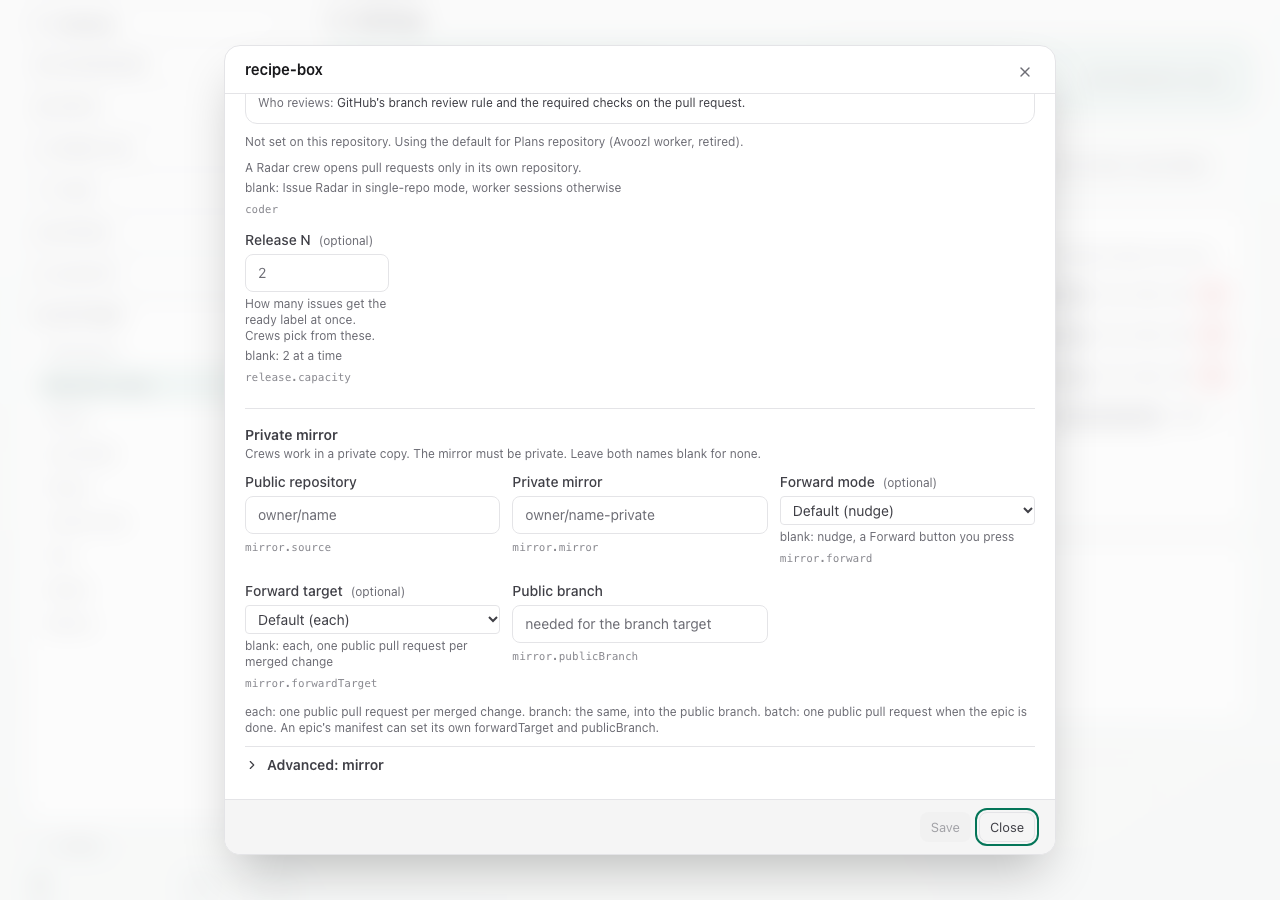 recipe-box
Who reviews: GitHub's branch review rule and the required checks on the pull request.
Not set on this repository. Using the default for Plans repository (Avoozl worker, retired).
A Radar crew opens pull requests only in its own repository.
blank: Issue Radar in single-repo mode, worker sessions otherwise
coder
Release N (optional)
2
How many issues get the
ready label at once.
Crews pick from these.
blank: 2 at a time
release.capacity
Private mirror
Crews work in a private copy. The mirror must be private. Leave both names blank for none.
Public repository
owner/name
mirror.source
Private mirror
owner/name-private
mirror.mirror
Forward mode (optional)
Default (nudge)
blank: nudge, a Forward button you press
mirror.forward
Forward target (optional)
Default (each)
blank: each, one public pull request per
merged change
mirror.forwardTarget
Public branch
needed for the branch target
mirror.publicBranch
each: one public pull request per merged change. branch: the same, into the public branch. batch: one public pull request when the epic is
done. An epic's manifest can set its own forwardTarget and publicBranch.
Advanced: mirror
Save
Close